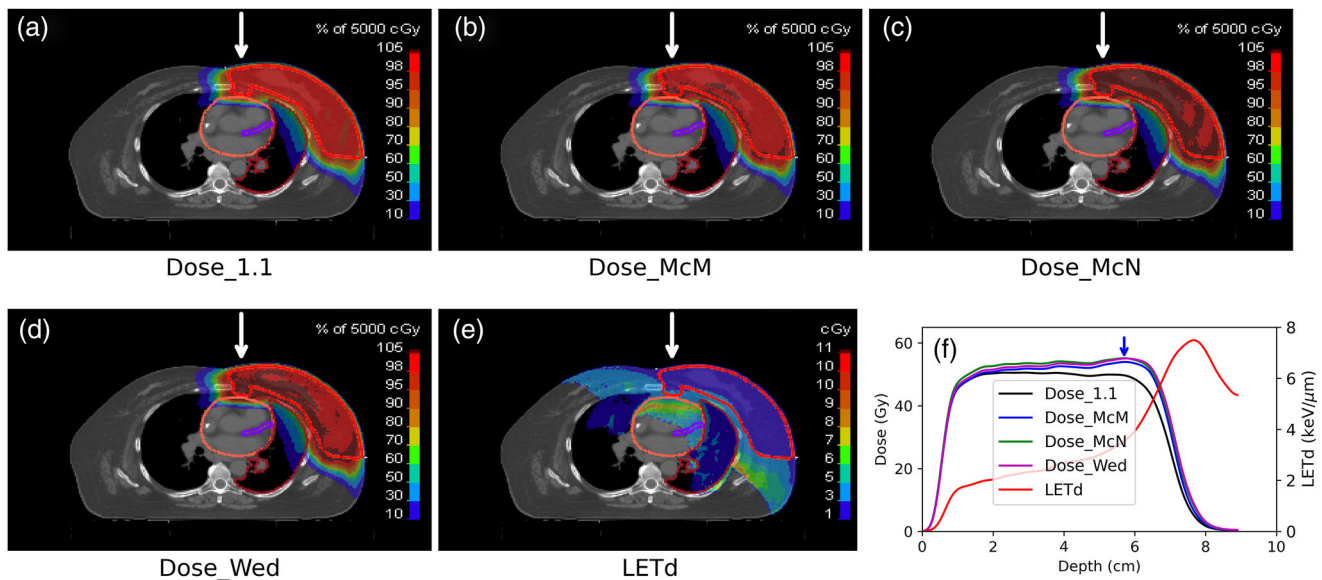 (a)
% of 5000 cGy
105
98
95
90
80
70
60
50
30
10
Dose_1.1
(b)
% of 5000 cGy
105
98
95
90
80
70
60
50
30
10
Dose_McM
(c)
% of 5000 cGy
105
98
95
90
80
70
60
50
30
10
Dose_McN
(d)
% of 5000 cGy
105
98
95
90
80
70
60
50
30
10
Dose_Wed
(e)
cGy
11
10
10
9
8
7
6
5
3
1
LETd
(f)
Dose (Gy)
60
40
20
0
0 2 4 6 8 10
Depth (cm)
8
6
4
2
0
LETd (keV/μm)
Dose_1.1
Dose_McM
Dose_McN
Dose_Wed
LETd